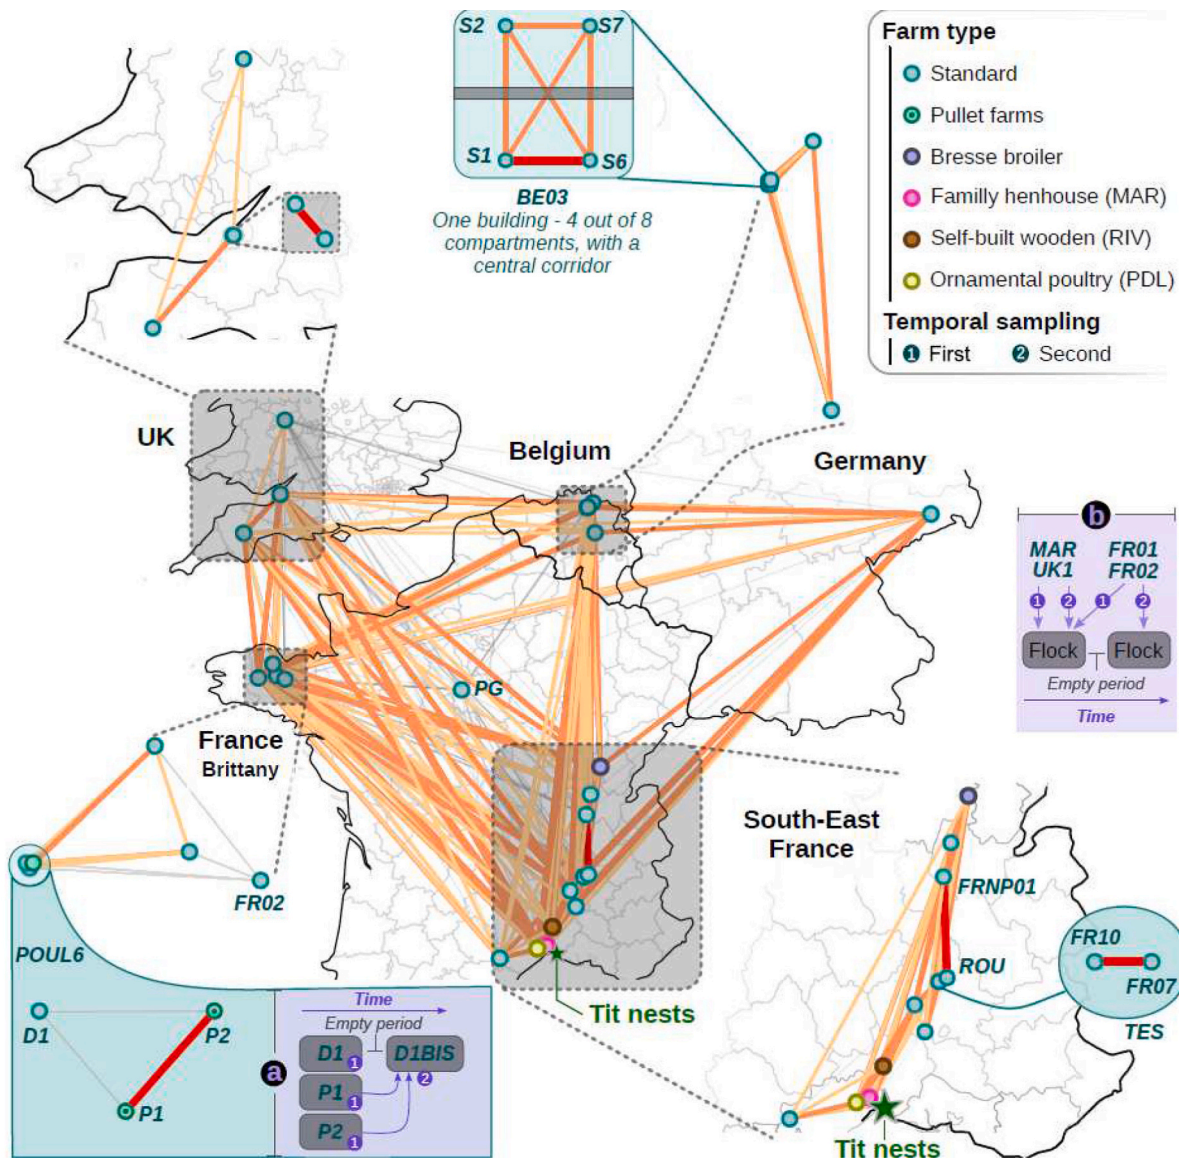 S2
S7
S1
S6
BE03
One building - 4 out of 8
compartments, with a
central corridor
Farm type
Standard
Pullet farms
Bresse broiler
Familly henhouse (MAR)
Self-built wooden (RIV)
Ornamental poultry (PDL)
Temporal sampling
1 First
2 Second
UK
Belgium
Germany
b
MAR
UK1
FR01
FR02
1
2
1
2
Flock
Flock
Empty period
Time
PG
France
Brittany
FR02
POUL6
D1
P2
P1
a
Time
Empty period
D1
1
D1BIS
2
P1
1
P2
1
Tit nests
South-East
France
FRNP01
ROU
FR10
FR07
TES
Tit nests